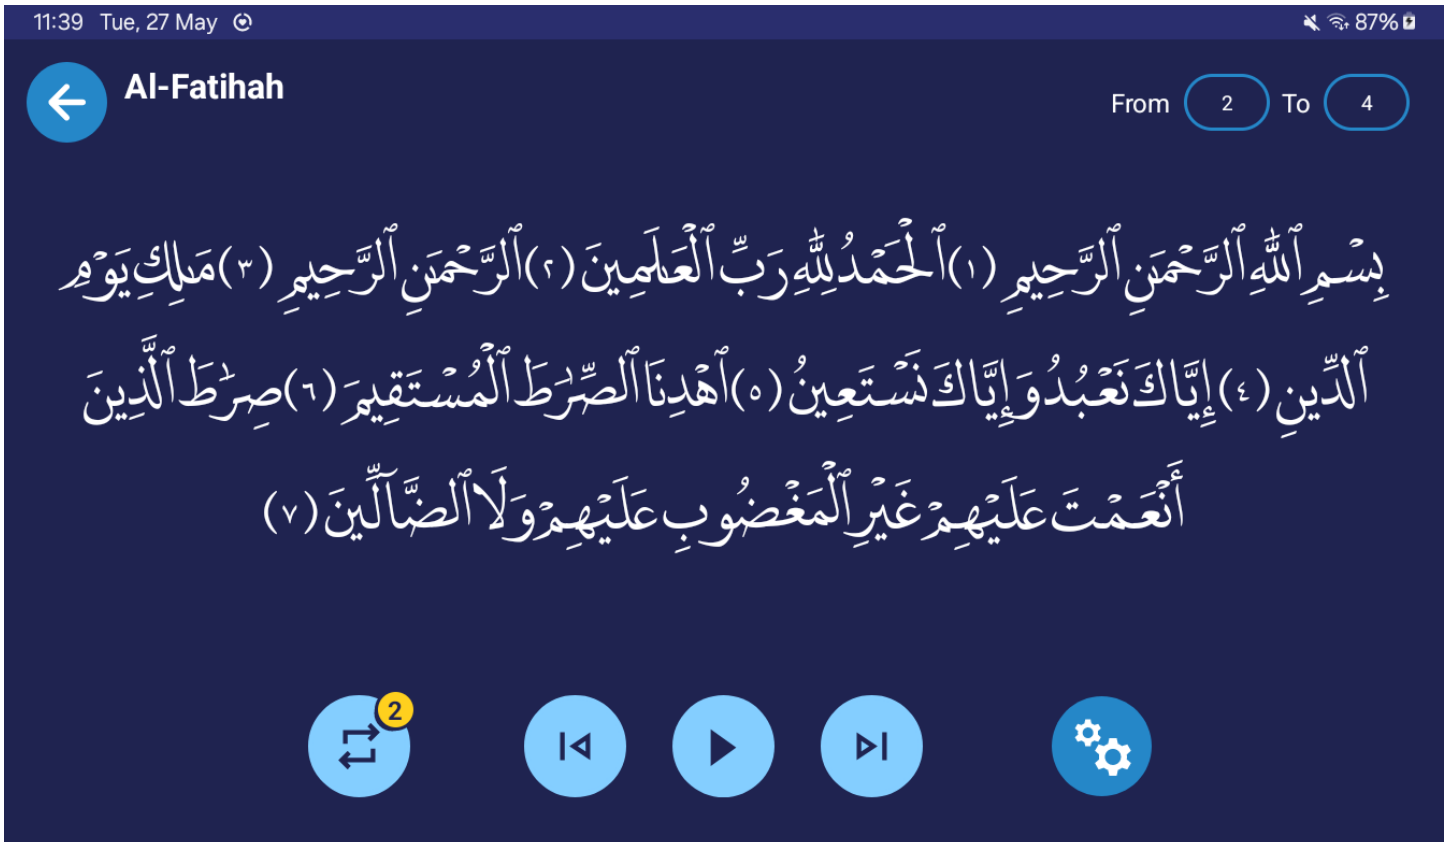 11:39 Tue, 27 May 87%
Al-Fatihah
From 2 To 4
بِسْمِ ٱللَّهِ ٱلرَّحْمَٰنِ ٱلرَّحِيمِ (١) ٱلْحَمْدُ لِلَّهِ رَبِّ ٱلْعَٰلَمِينَ (٢) ٱلرَّحْمَٰنِ ٱلرَّحِيمِ (٣) مَٰلِكِ يَوْمِ
ٱلدِّينِ (٤) إِيَّاكَ نَعْبُدُ وَإِيَّاكَ نَسْتَعِينُ (٥) ٱهْدِنَا ٱلصِّرَٰطَ ٱلْمُسْتَقِيمَ (٦) صِرَٰطَ ٱلَّذِينَ
أَنْعَمْتَ عَلَيْهِمْ غَيْرِ ٱلْمَغْضُوبِ عَلَيْهِمْ وَلَا ٱلضَّآلِّينَ (٧)
2